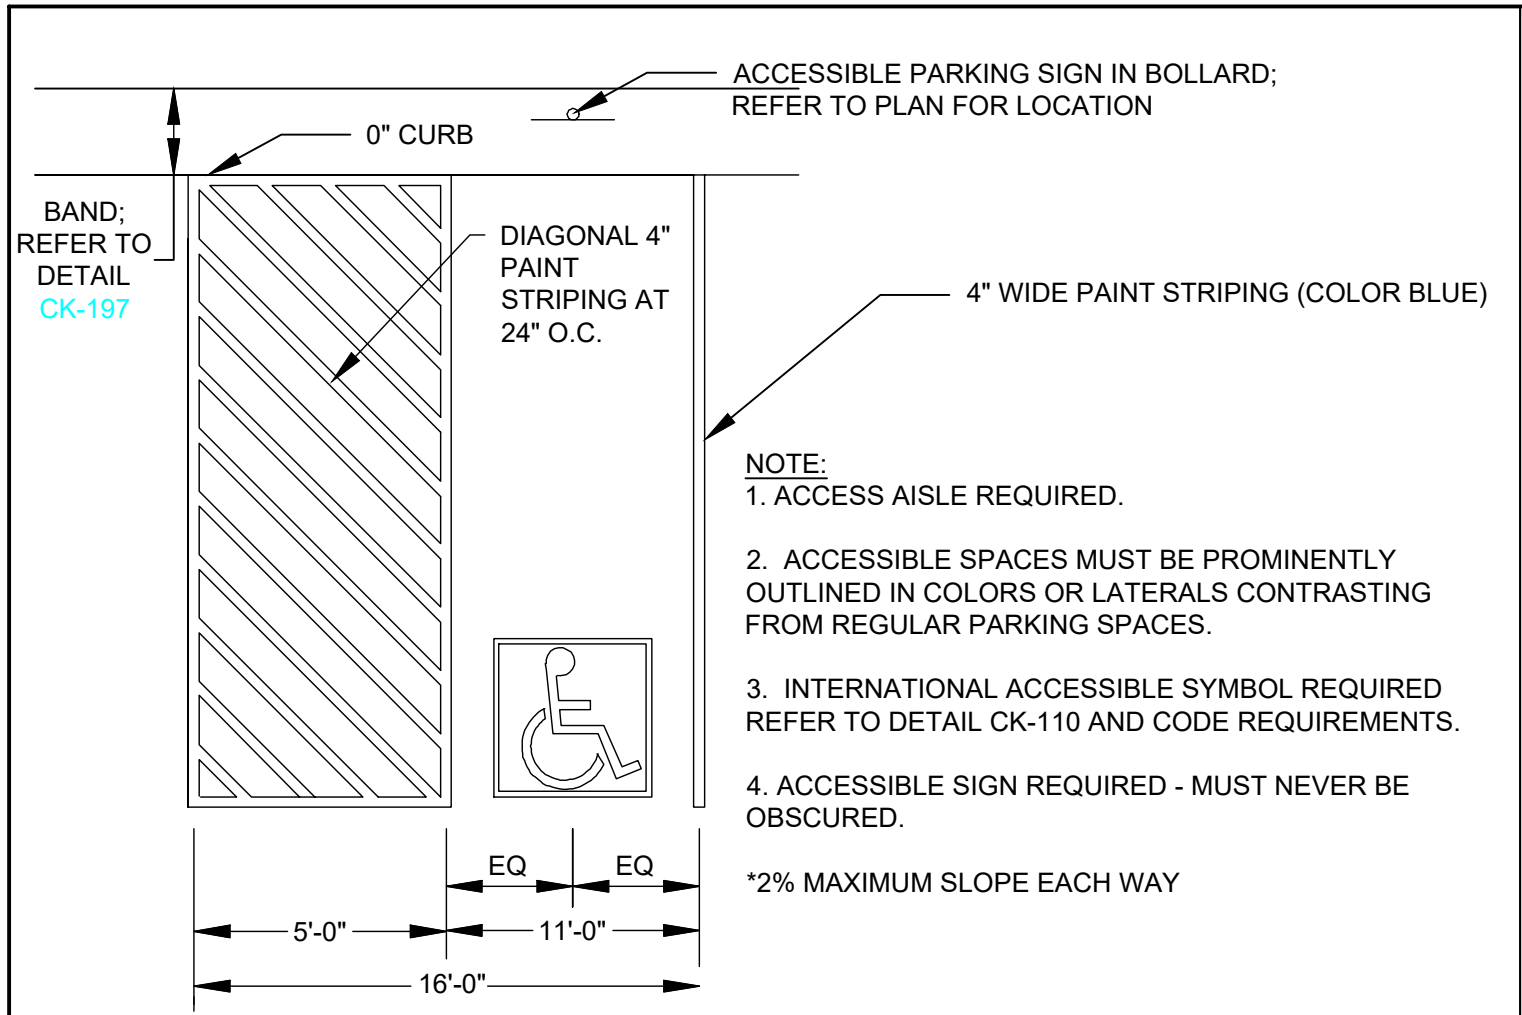 ACCESSIBLE PARKING SIGN IN BOLLARD;
REFER TO PLAN FOR LOCATION
0" CURB
BAND;
REFER TO
DETAIL
CK-197
DIAGONAL 4"
PAINT
STRIPING AT
24" O.C.
4" WIDE PAINT STRIPING (COLOR BLUE)
NOTE:
1. ACCESS AISLE REQUIRED.
2.  ACCESSIBLE SPACES MUST BE PROMINENTLY
OUTLINED IN COLORS OR LATERALS CONTRASTING
FROM REGULAR PARKING SPACES.
3.  INTERNATIONAL ACCESSIBLE SYMBOL REQUIRED
REFER TO DETAIL CK-110 AND CODE REQUIREMENTS.
4. ACCESSIBLE SIGN REQUIRED - MUST NEVER BE
OBSCURED.
*2% MAXIMUM SLOPE EACH WAY
EQ EQ
5'-0" 11'-0"
16'-0"